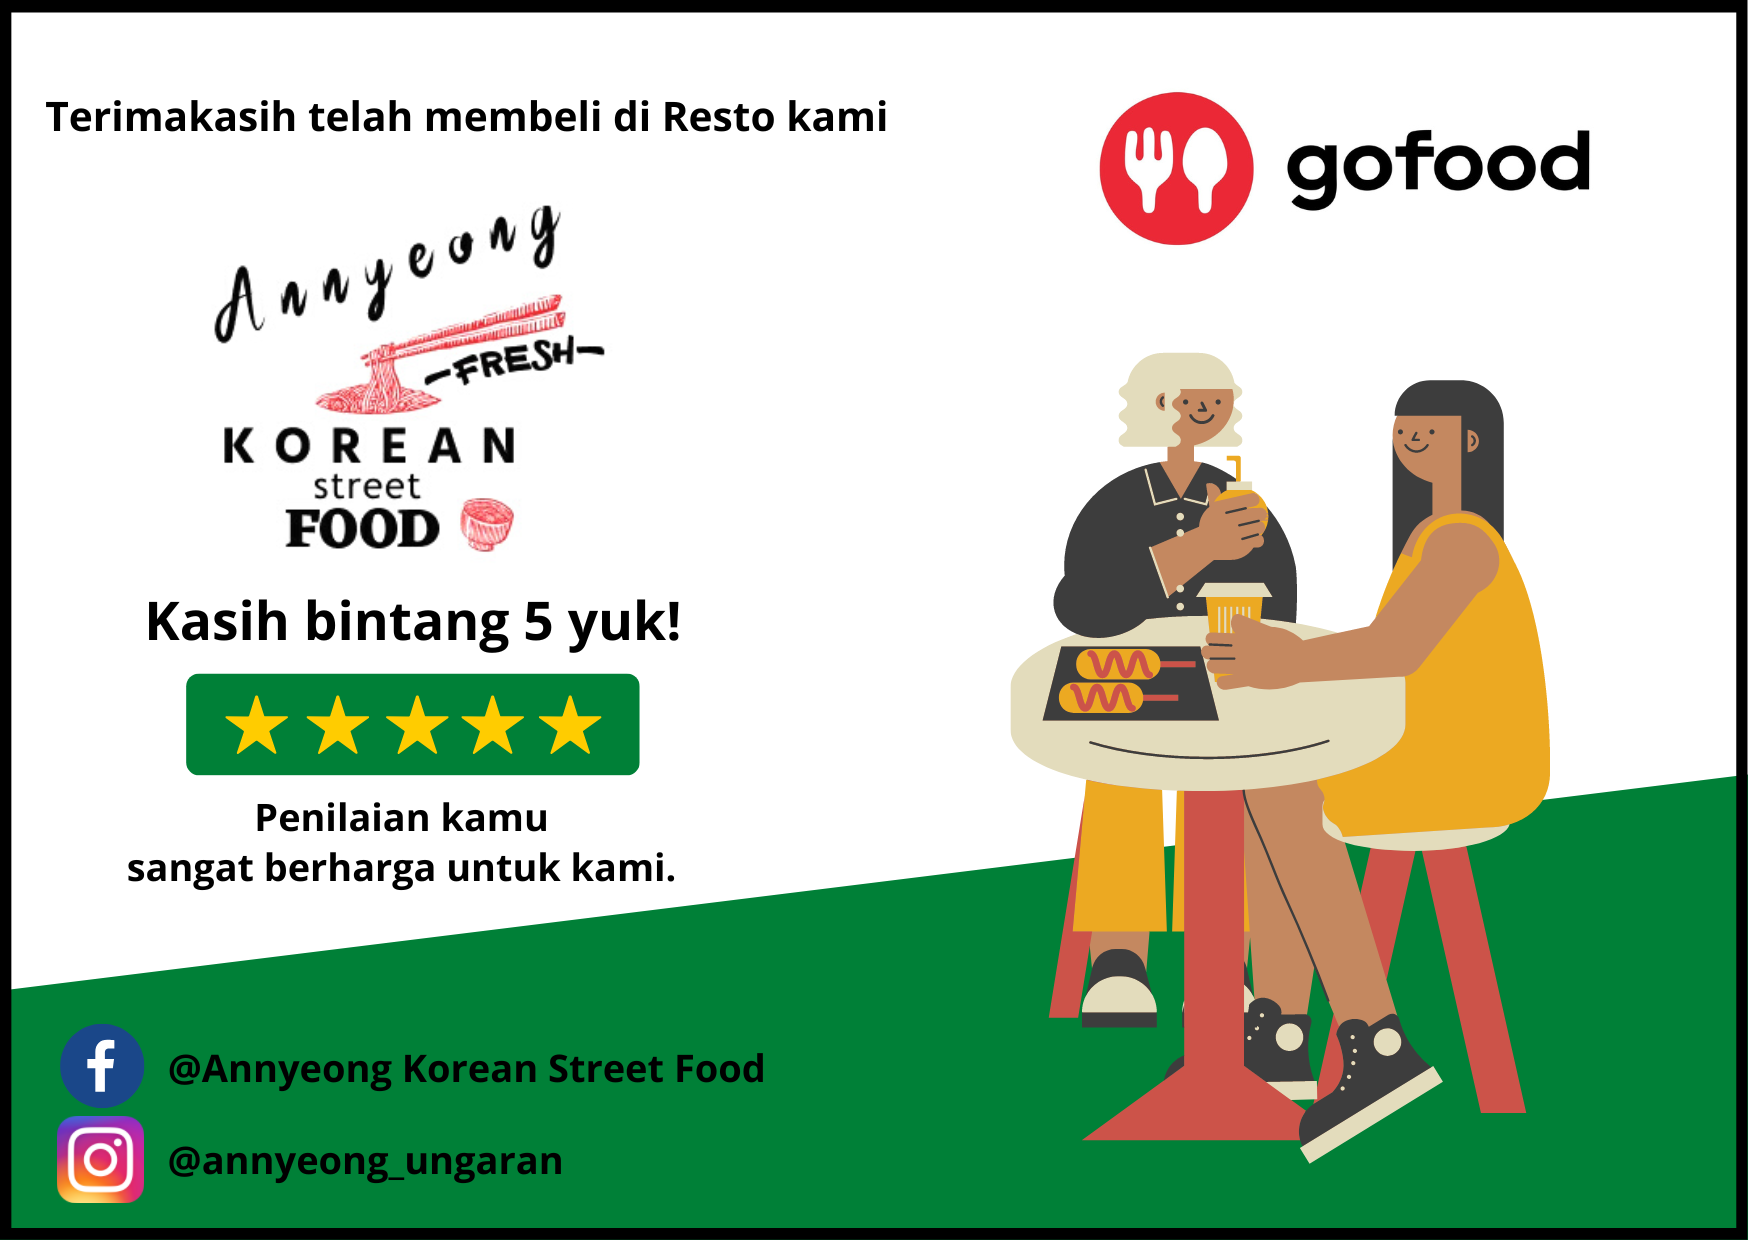 Terimakasih telah membeli di Resto kami
gofood
Annyeong
-FRESH-
KOREAN
street
FOOD
Kasih bintang 5 yuk!
Penilaian kamu
sangat berharga untuk kami.
@Annyeong Korean Street Food
@annyeong_ungaran